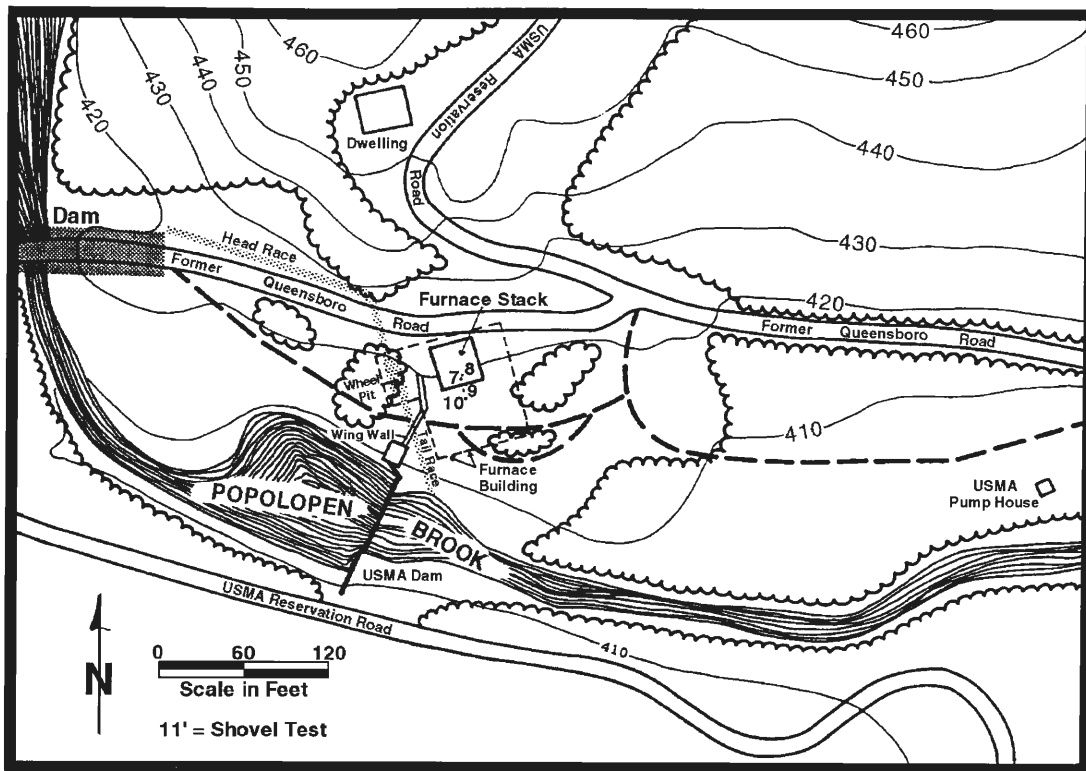 460
460
450
450
440
440
430
430
420
420
USMA
Reservation
Road
Dwelling
Dam
Head Race
Former
Queensboro
Road
Furnace Stack
Former
Queensboro
Road
7
8
10
9
Wheel
Pit
Wing Wall
Tail Race
Furnace
Building
410
USMA
Pump House
POPOLOPEN
BROOK
USMA Dam
USMA Reservation Road
410
N
0
60
120
Scale in Feet
11' = Shovel Test